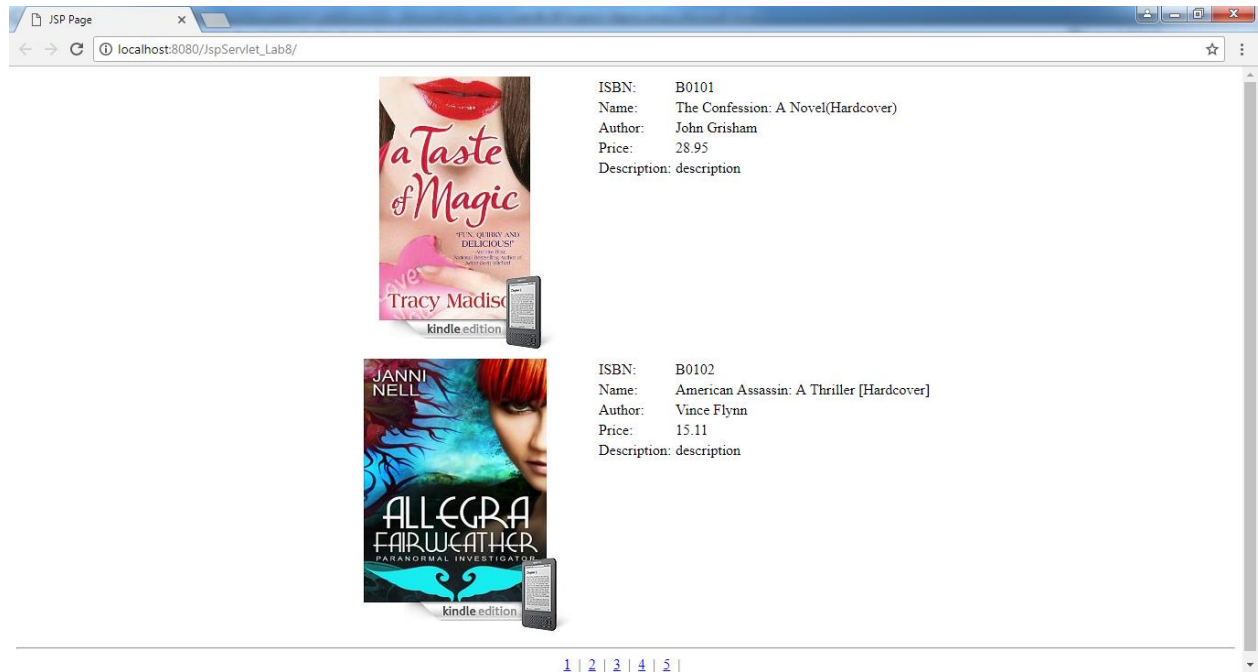 JSP Page
localhost:8080/JspServlet_Lab8/
a Taste
of Magic
"FUN, QUIRKY AND
DELICIOUS!"
Tracy Madiso
kindle edition
ISBN: B0101
Name: The Confession: A Novel(Hardcover)
Author: John Grisham
Price: 28.95
Description: description
JANNI
NELL
ALLEGRA
FAIRWEATHER
PARANORMAL INVESTIGATOR
kindle edition
ISBN: B0102
Name: American Assassin: A Thriller [Hardcover]
Author: Vince Flynn
Price: 15.11
Description: description
1 | 2 | 3 | 4 | 5 |